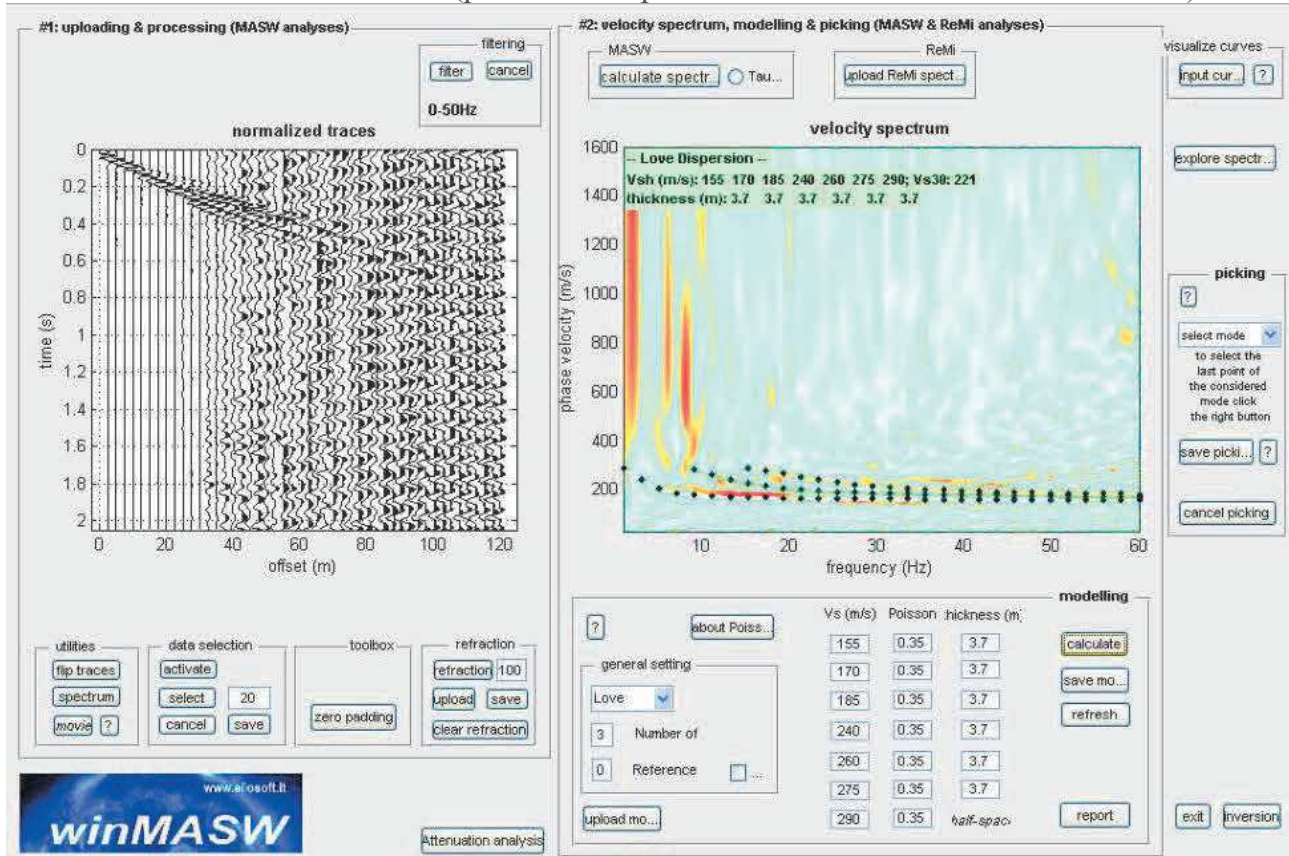 #1: uploading & processing (MASW analyses)
filtering
filter cancel
0-50Hz
normalized traces
0
0.2
0.4
0.6
0.8
1
1.2
1.4
1.6
1.8
2
time (s)
0 20 40 60 80 100 120
offset (m)
utilities
flip traces
spectrum
movie ?
data selection
activate
select 20
cancel save
toolbox
zero padding
refraction
refraction 100
upload save
clear refraction
www.eliosoft.it
winMASW
Attenuation analysis
#2: velocity spectrum, modelling & picking (MASW & ReMi analyses)
MASW
calculate spectr... Tau...
ReMi
upload ReMi spect...
velocity spectrum
-- Love Dispersion --
Vsh (m/s): 155 170 185 240 260 275 290; Vs30: 221
thickness (m): 3.7 3.7 3.7 3.7 3.7 3.7
1600
1400
1200
1000
800
600
400
200
phase velocity (m/s)
10 20 30 40 50 60
frequency (Hz)
modelling
? about Poiss...
general setting
Love
3 Number of
0 Reference ...
upload mo...
Vs (m/s) Poisson hickness (m)
155 0.35 3.7
170 0.35 3.7
185 0.35 3.7
240 0.35 3.7
260 0.35 3.7
275 0.35 3.7
290 0.35 half-spac
calculate
save mo...
refresh
report
visualize curves
input cur... ?
explore spectr...
picking
?
select mode
to select the
last point of
the considered
mode click
the right button
save picki... ?
cancel picking
exit inversion